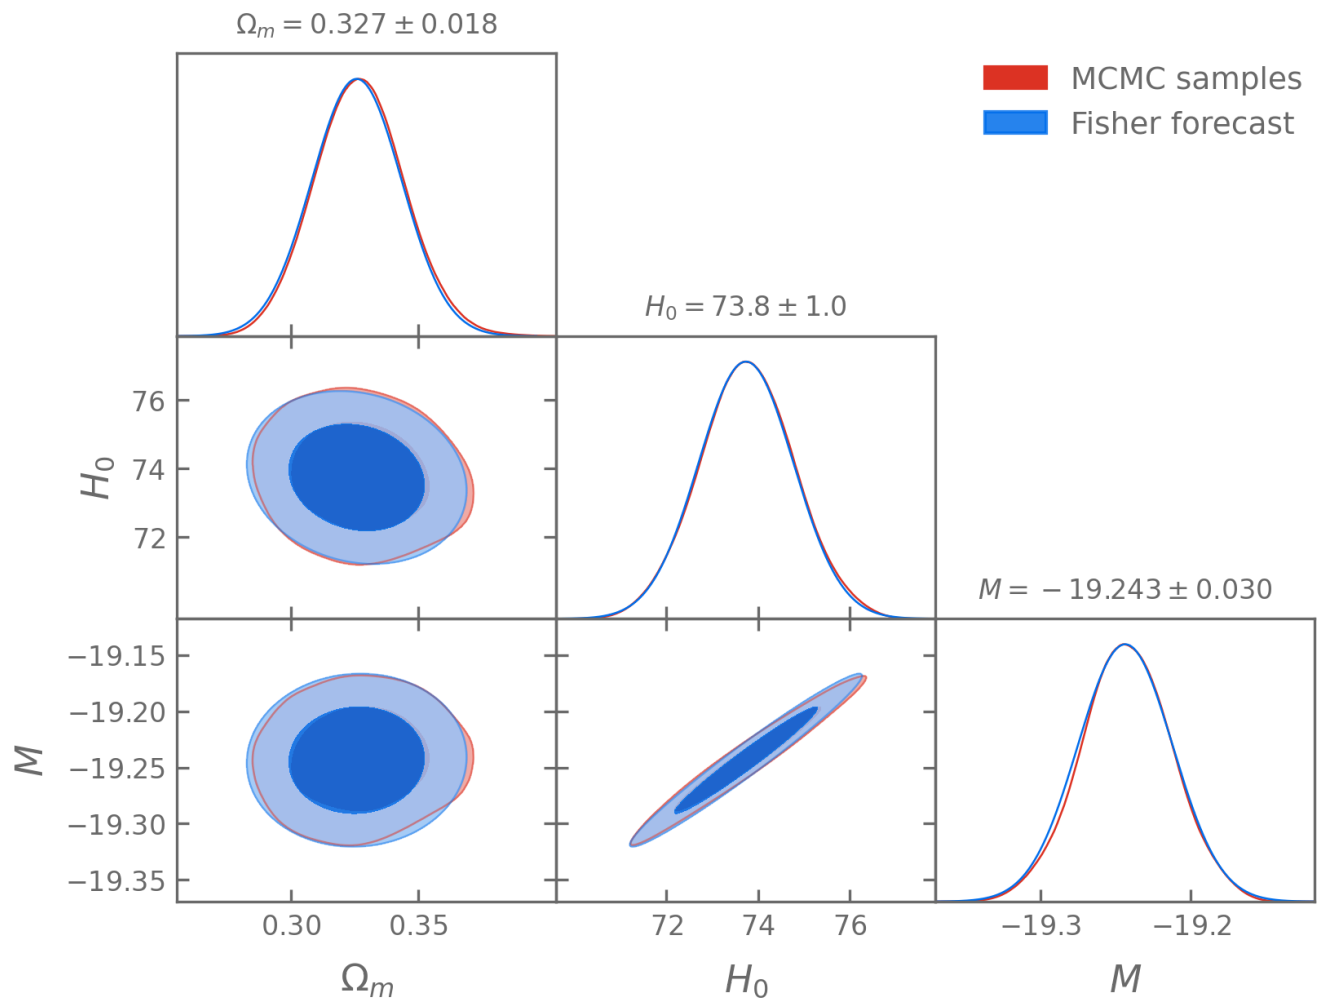 Ωm = 0.327 ± 0.018
MCMC samples
Fisher forecast
H0 = 73.8 ± 1.0
76
74
72
H0
M = −19.243 ± 0.030
−19.15
−19.20
−19.25
−19.30
−19.35
M
0.30 0.35
72 74 76
−19.3 −19.2
Ωm
H0
M